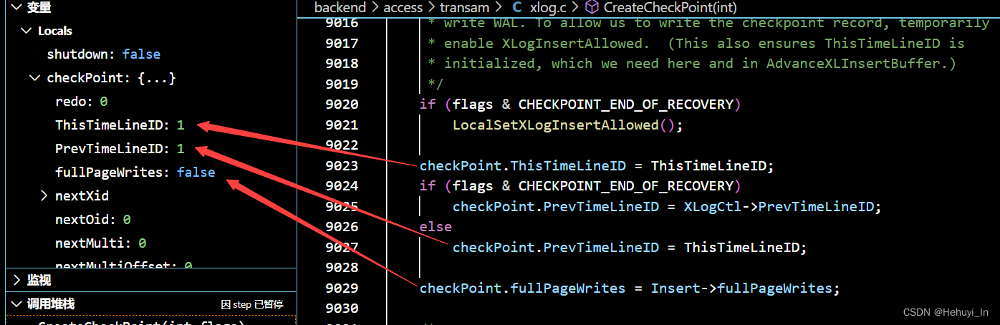 变量
Locals
shutdown: false
checkPoint: {...}
redo: 0
ThisTimeLineID: 1
PrevTimeLineID: 1
fullPageWrites: false
nextXid
nextOid: 0
nextMulti: 0
nextMultiOffset: 0
监视
调用堆栈
因 step 已暂停
CreateCheckPoint(int flags)
backend > access > transam > C xlog.c > CreateCheckPoint(int)
9016 * write WAL. To allow us to write the checkpoint record, temporarily
9017 * enable XLogInsertAllowed. (This also ensures ThisTimeLineID is
9018 * initialized, which we need here and in AdvanceXLInsertBuffer.)
9019 */
9020 if (flags & CHECKPOINT_END_OF_RECOVERY)
9021 LocalSetXLogInsertAllowed();
9022
9023 checkPoint.ThisTimeLineID = ThisTimeLineID;
9024 if (flags & CHECKPOINT_END_OF_RECOVERY)
9025 checkPoint.PrevTimeLineID = XLogCtl->PrevTimeLineID;
9026 else
9027 checkPoint.PrevTimeLineID = ThisTimeLineID;
9028
9029 checkPoint.fullPageWrites = Insert->fullPageWrites;
9030
CSDN @Hehuyi_In